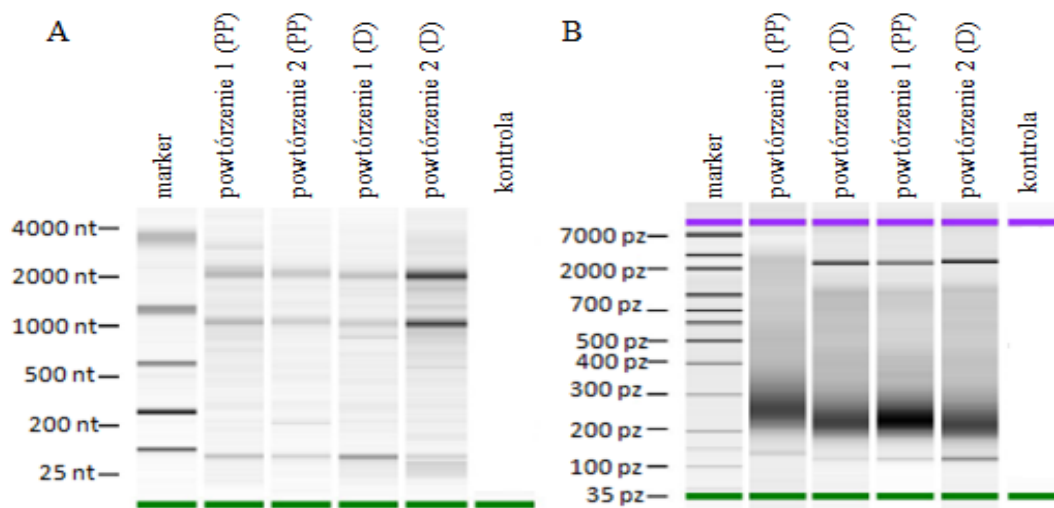 A
marker
powtórzenie 1 (PP)
powtórzenie 2 (PP)
powtórzenie 1 (D)
powtórzenie 2 (D)
kontrola
4000 nt
2000 nt
1000 nt
500 nt
200 nt
25 nt
B
marker
powtórzenie 1 (PP)
powtórzenie 2 (D)
powtórzenie 1 (PP)
powtórzenie 2 (D)
kontrola
7000 pz
2000 pz
700 pz
500 pz
400 pz
300 pz
200 pz
100 pz
35 pz